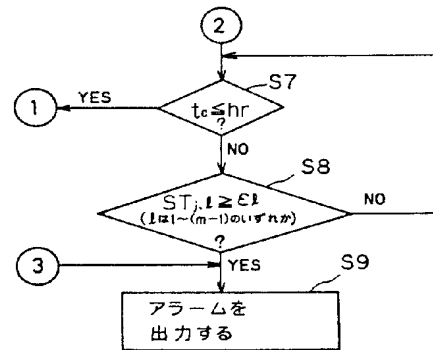 2
S7
1
YES
tc≦hr
?
NO
S8
STj,ℓ≧εℓ
(ℓは1~(m-1)のいずれか)
?
NO
3
YES
S9
アラームを
出力する